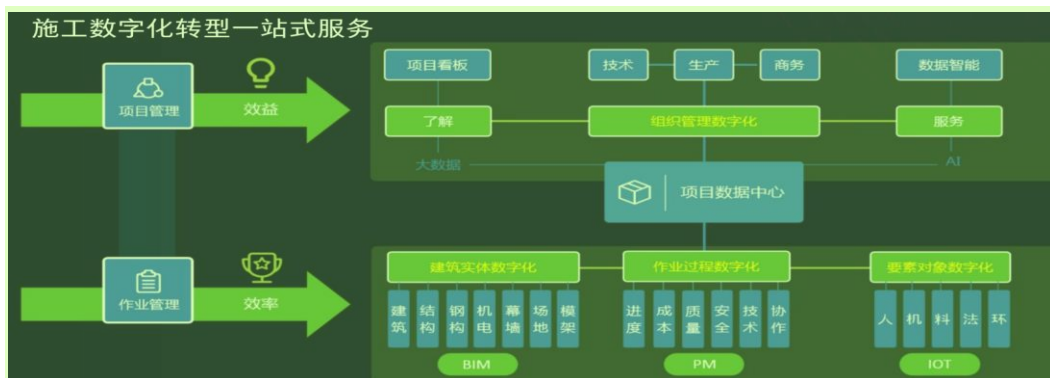 施工数字化转型一站式服务
项目看板
技术
生产
商务
数据智能
项目管理
效益
了解
组织管理数字化
服务
大数据
AI
项目数据中心
建筑实体数字化
作业过程数字化
要素对象数字化
作业管理
效率
建筑
结构
钢构
机电
幕墙
场地
模架
进度
成本
质量
安全
技术
协作
人
机
料
法
环
BIM
PM
IOT